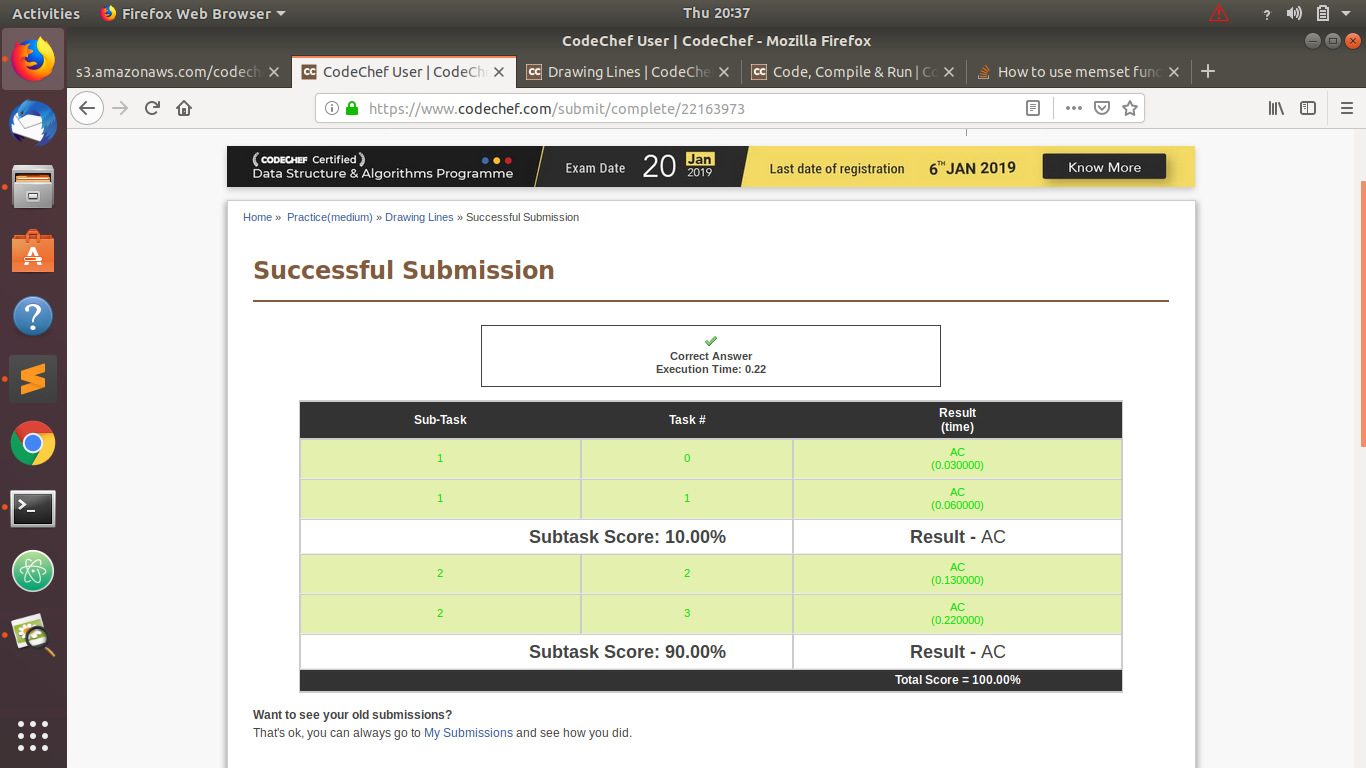 Activities Firefox Web Browser Thu 20:37 ?
CodeChef User | CodeChef - Mozilla Firefox
s3.amazonaws.com/codech CodeChef User | CodeChe Drawing Lines | CodeChe Code, Compile & Run | Co How to use memset func
https://www.codechef.com/submit/complete/22163973
CODECHEF Certified
Data Structure & Algorithms Programme
Exam Date 20 Jan 2019
Last date of registration 6TH JAN 2019 Know More
Home » Practice(medium) » Drawing Lines » Successful Submission
Successful Submission
Correct Answer
Execution Time: 0.22
Sub-Task Task # Result
(time)
1 0 AC
(0.030000)
1 1 AC
(0.060000)
Subtask Score: 10.00% Result - AC
2 2 AC
(0.130000)
2 3 AC
(0.220000)
Subtask Score: 90.00% Result - AC
Total Score = 100.00%
Want to see your old submissions?
That's ok, you can always go to My Submissions and see how you did.